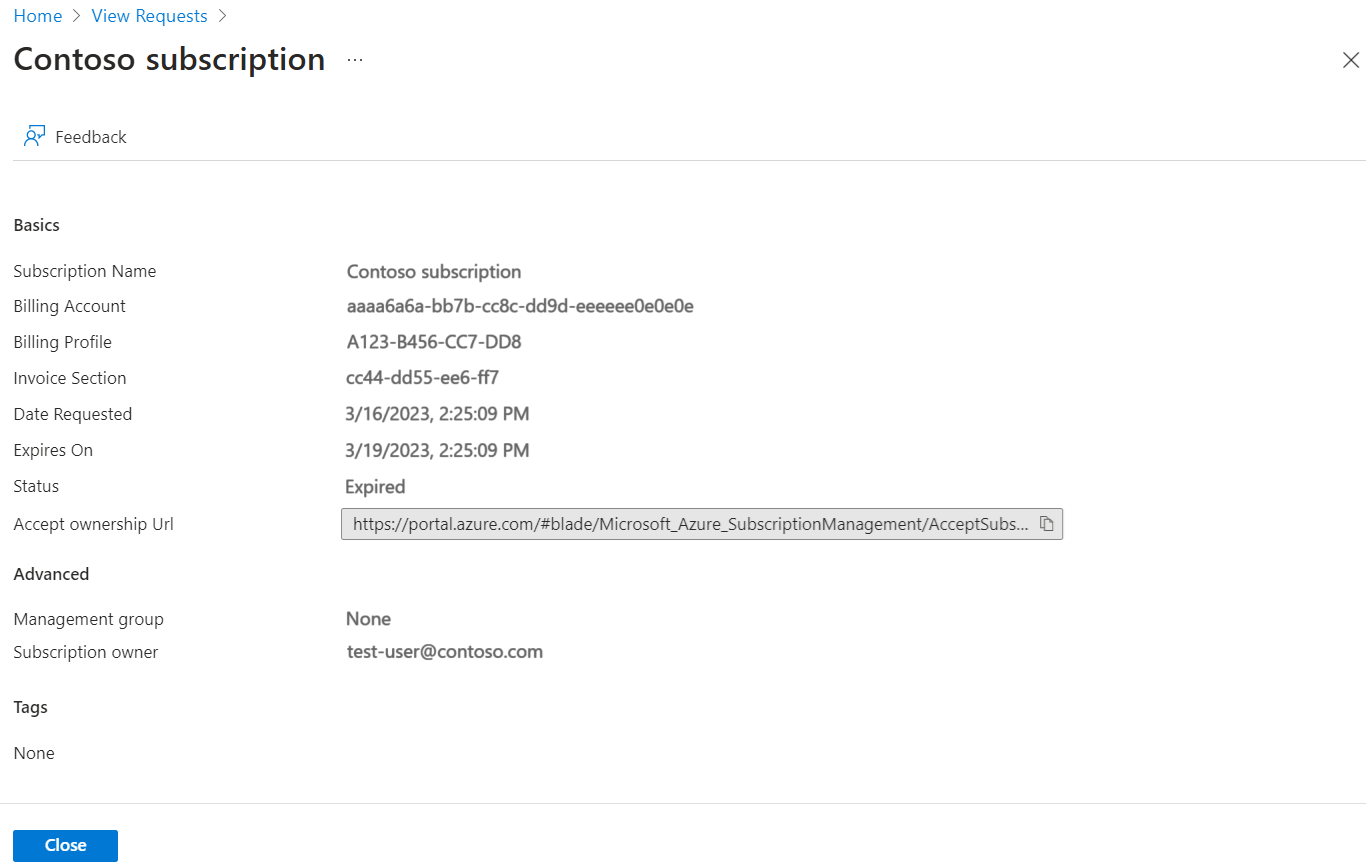 Home > View Requests >
Contoso subscription ...
Feedback
Basics
Subscription Name Contoso subscription
Billing Account aaaa6a6a-bb7b-cc8c-dd9d-eeeeee0e0e0e
Billing Profile A123-B456-CC7-DD8
Invoice Section cc44-dd55-ee6-ff7
Date Requested 3/16/2023, 2:25:09 PM
Expires On 3/19/2023, 2:25:09 PM
Status Expired
Accept ownership Url https://portal.azure.com/#blade/Microsoft_Azure_SubscriptionManagement/AcceptSubs...
Advanced
Management group None
Subscription owner test-user@contoso.com
Tags
None
Close